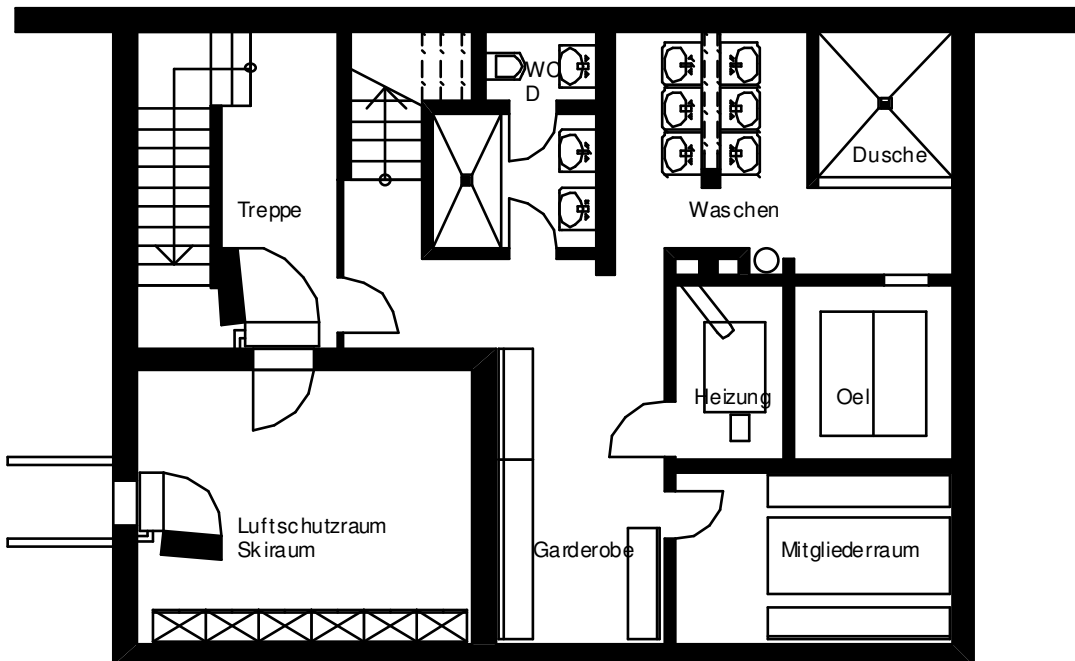 WC
D
Dusche
Treppe
Waschen
Heizung
Oel
Luftschutzraum
Skiraum
Garderobe
Mitgliederraum